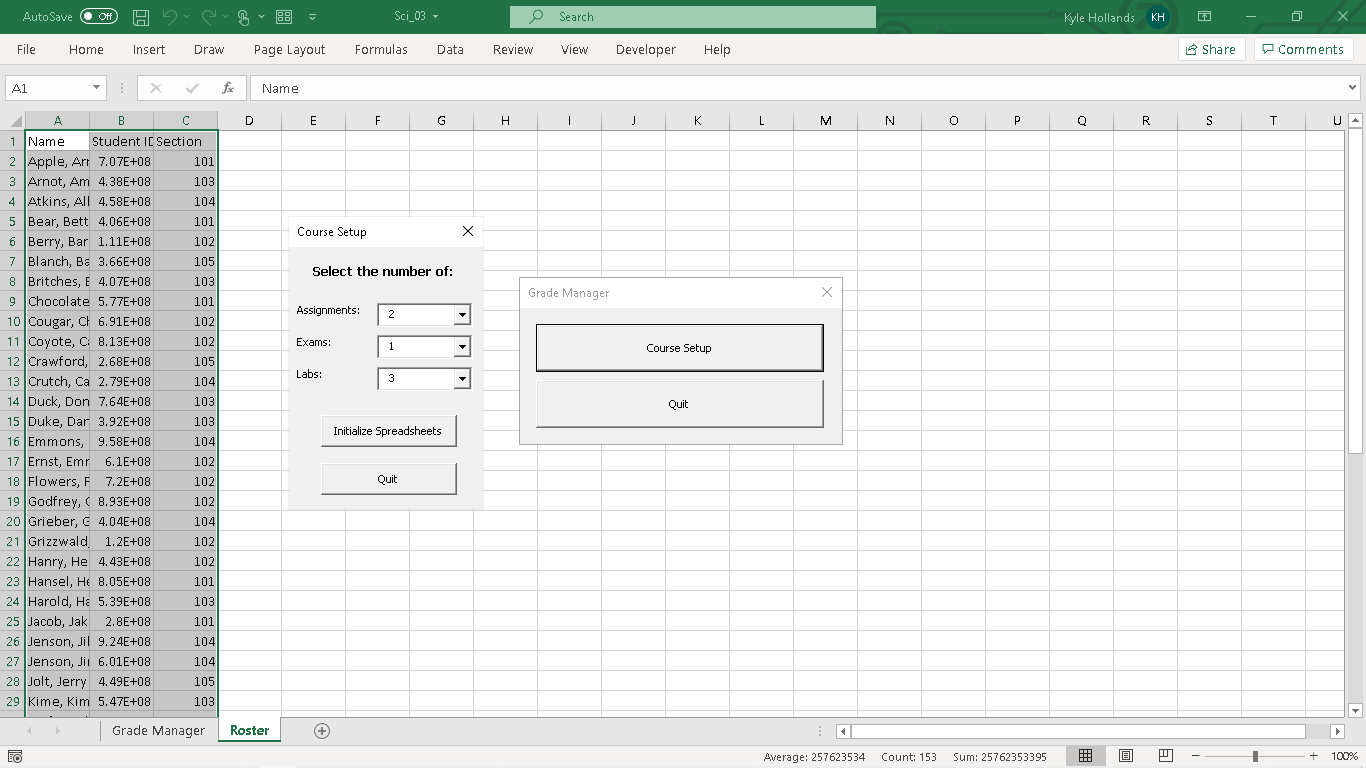 AutoSave Off Sci_03 Search Kyle Hollands KH
File Home Insert Draw Page Layout Formulas Data Review View Developer Help Share Comments
A1 fx Name
A B C D E F G H I J K L M N O P Q R S T U
1 Name Student ID Section
2 Apple, Arr 7.07E+08 101
3 Arnot, Am 4.38E+08 103
4 Atkins, All 4.58E+08 104
5 Bear, Bett 4.06E+08 101
6 Berry, Bar 1.11E+08 102
7 Blanch, Ba 3.66E+08 105
8 Britches, B 4.07E+08 103
9 Chocolate 5.77E+08 101
10 Cougar, Ch 6.91E+08 102
11 Coyote, Ca 8.13E+08 102
12 Crawford, 2.68E+08 105
13 Crutch, Ca 2.79E+08 104
14 Duck, Don 7.64E+08 103
15 Duke, Dar 3.92E+08 103
16 Emmons, 9.58E+08 104
17 Ernst, Emr 6.1E+08 102
18 Flowers, F 7.2E+08 102
19 Godfrey, G 8.93E+08 102
20 Grieber, G 4.04E+08 104
21 Grizzwald, 1.2E+08 102
22 Hanry, He 4.43E+08 102
23 Hansel, He 8.05E+08 101
24 Harold, Ha 5.39E+08 103
25 Jacob, Jak 2.8E+08 101
26 Jenson, Jil 9.24E+08 104
27 Jenson, Jir 6.01E+08 104
28 Jolt, Jerry 4.49E+08 105
29 Kime, Kim 5.47E+08 103
Course Setup
Select the number of:
Assignments: 2
Exams: 1
Labs: 3
Initialize Spreadsheets
Quit
Grade Manager
Course Setup
Quit
Grade Manager Roster
Average: 257623534 Count: 153 Sum: 25762353395 100%